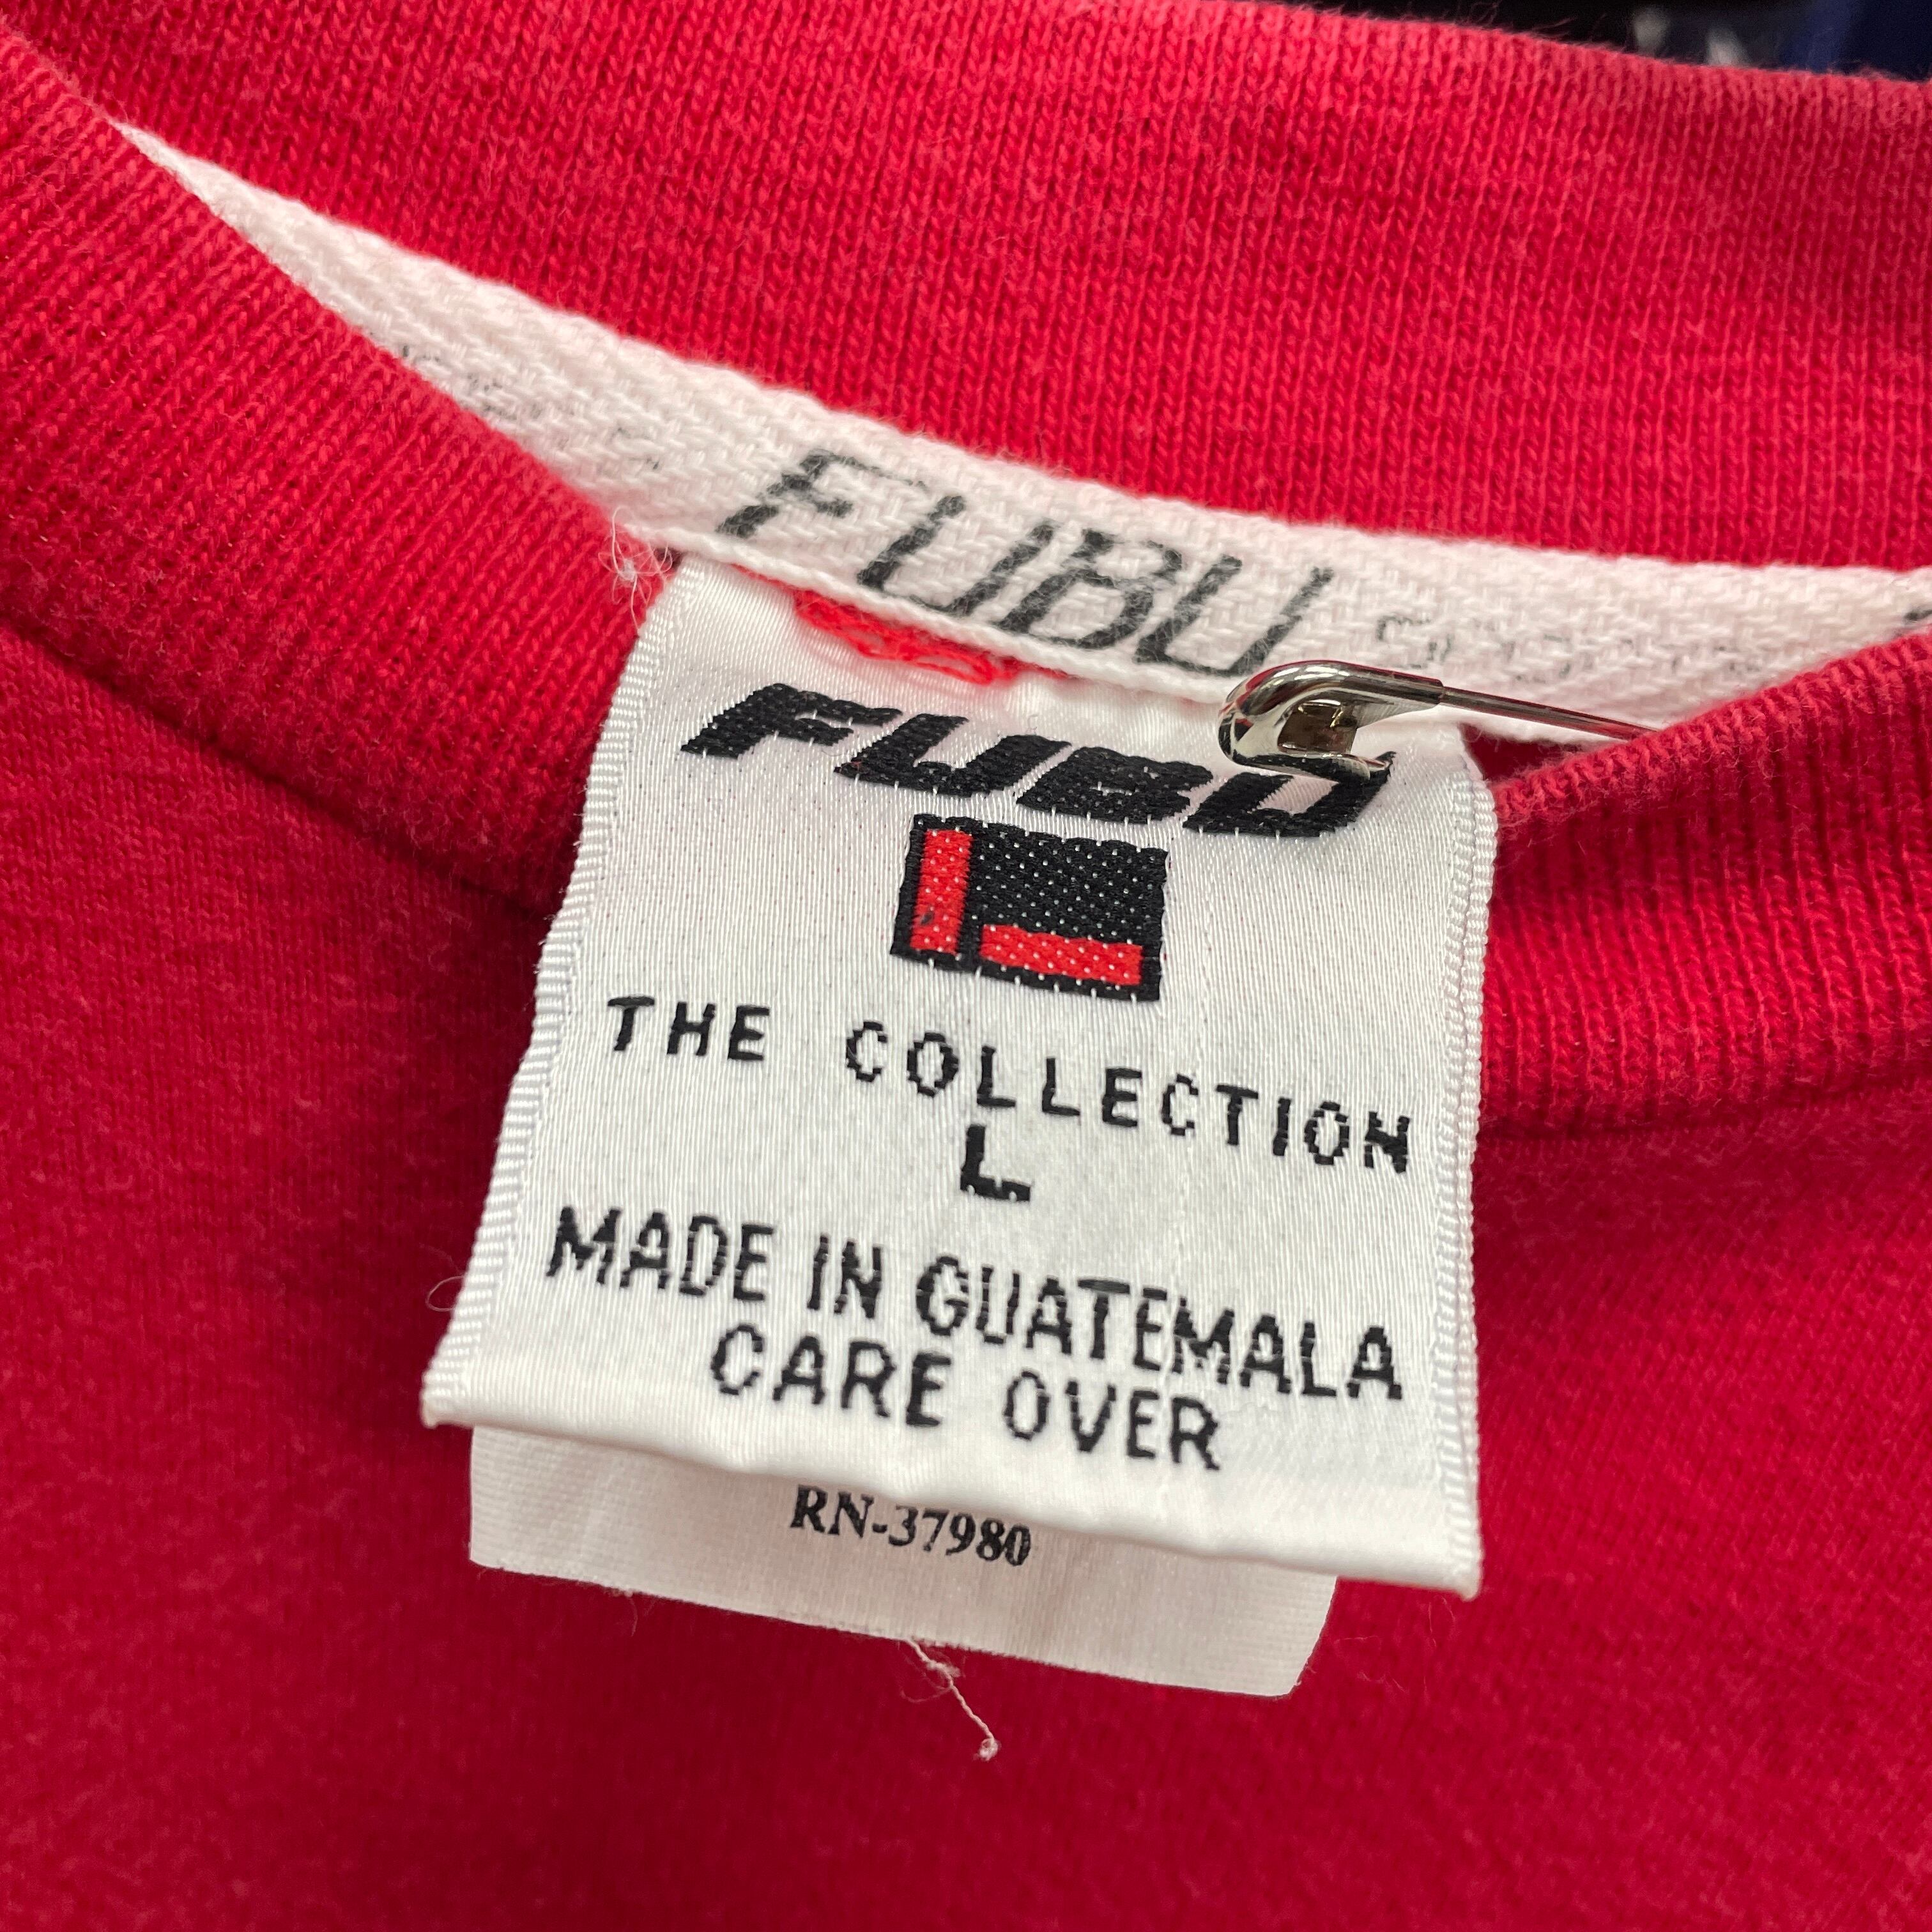 FUBU
FUBU
THE COLLECTION
L
MADE IN GUATEMALA
CARE OVER
RN-37980